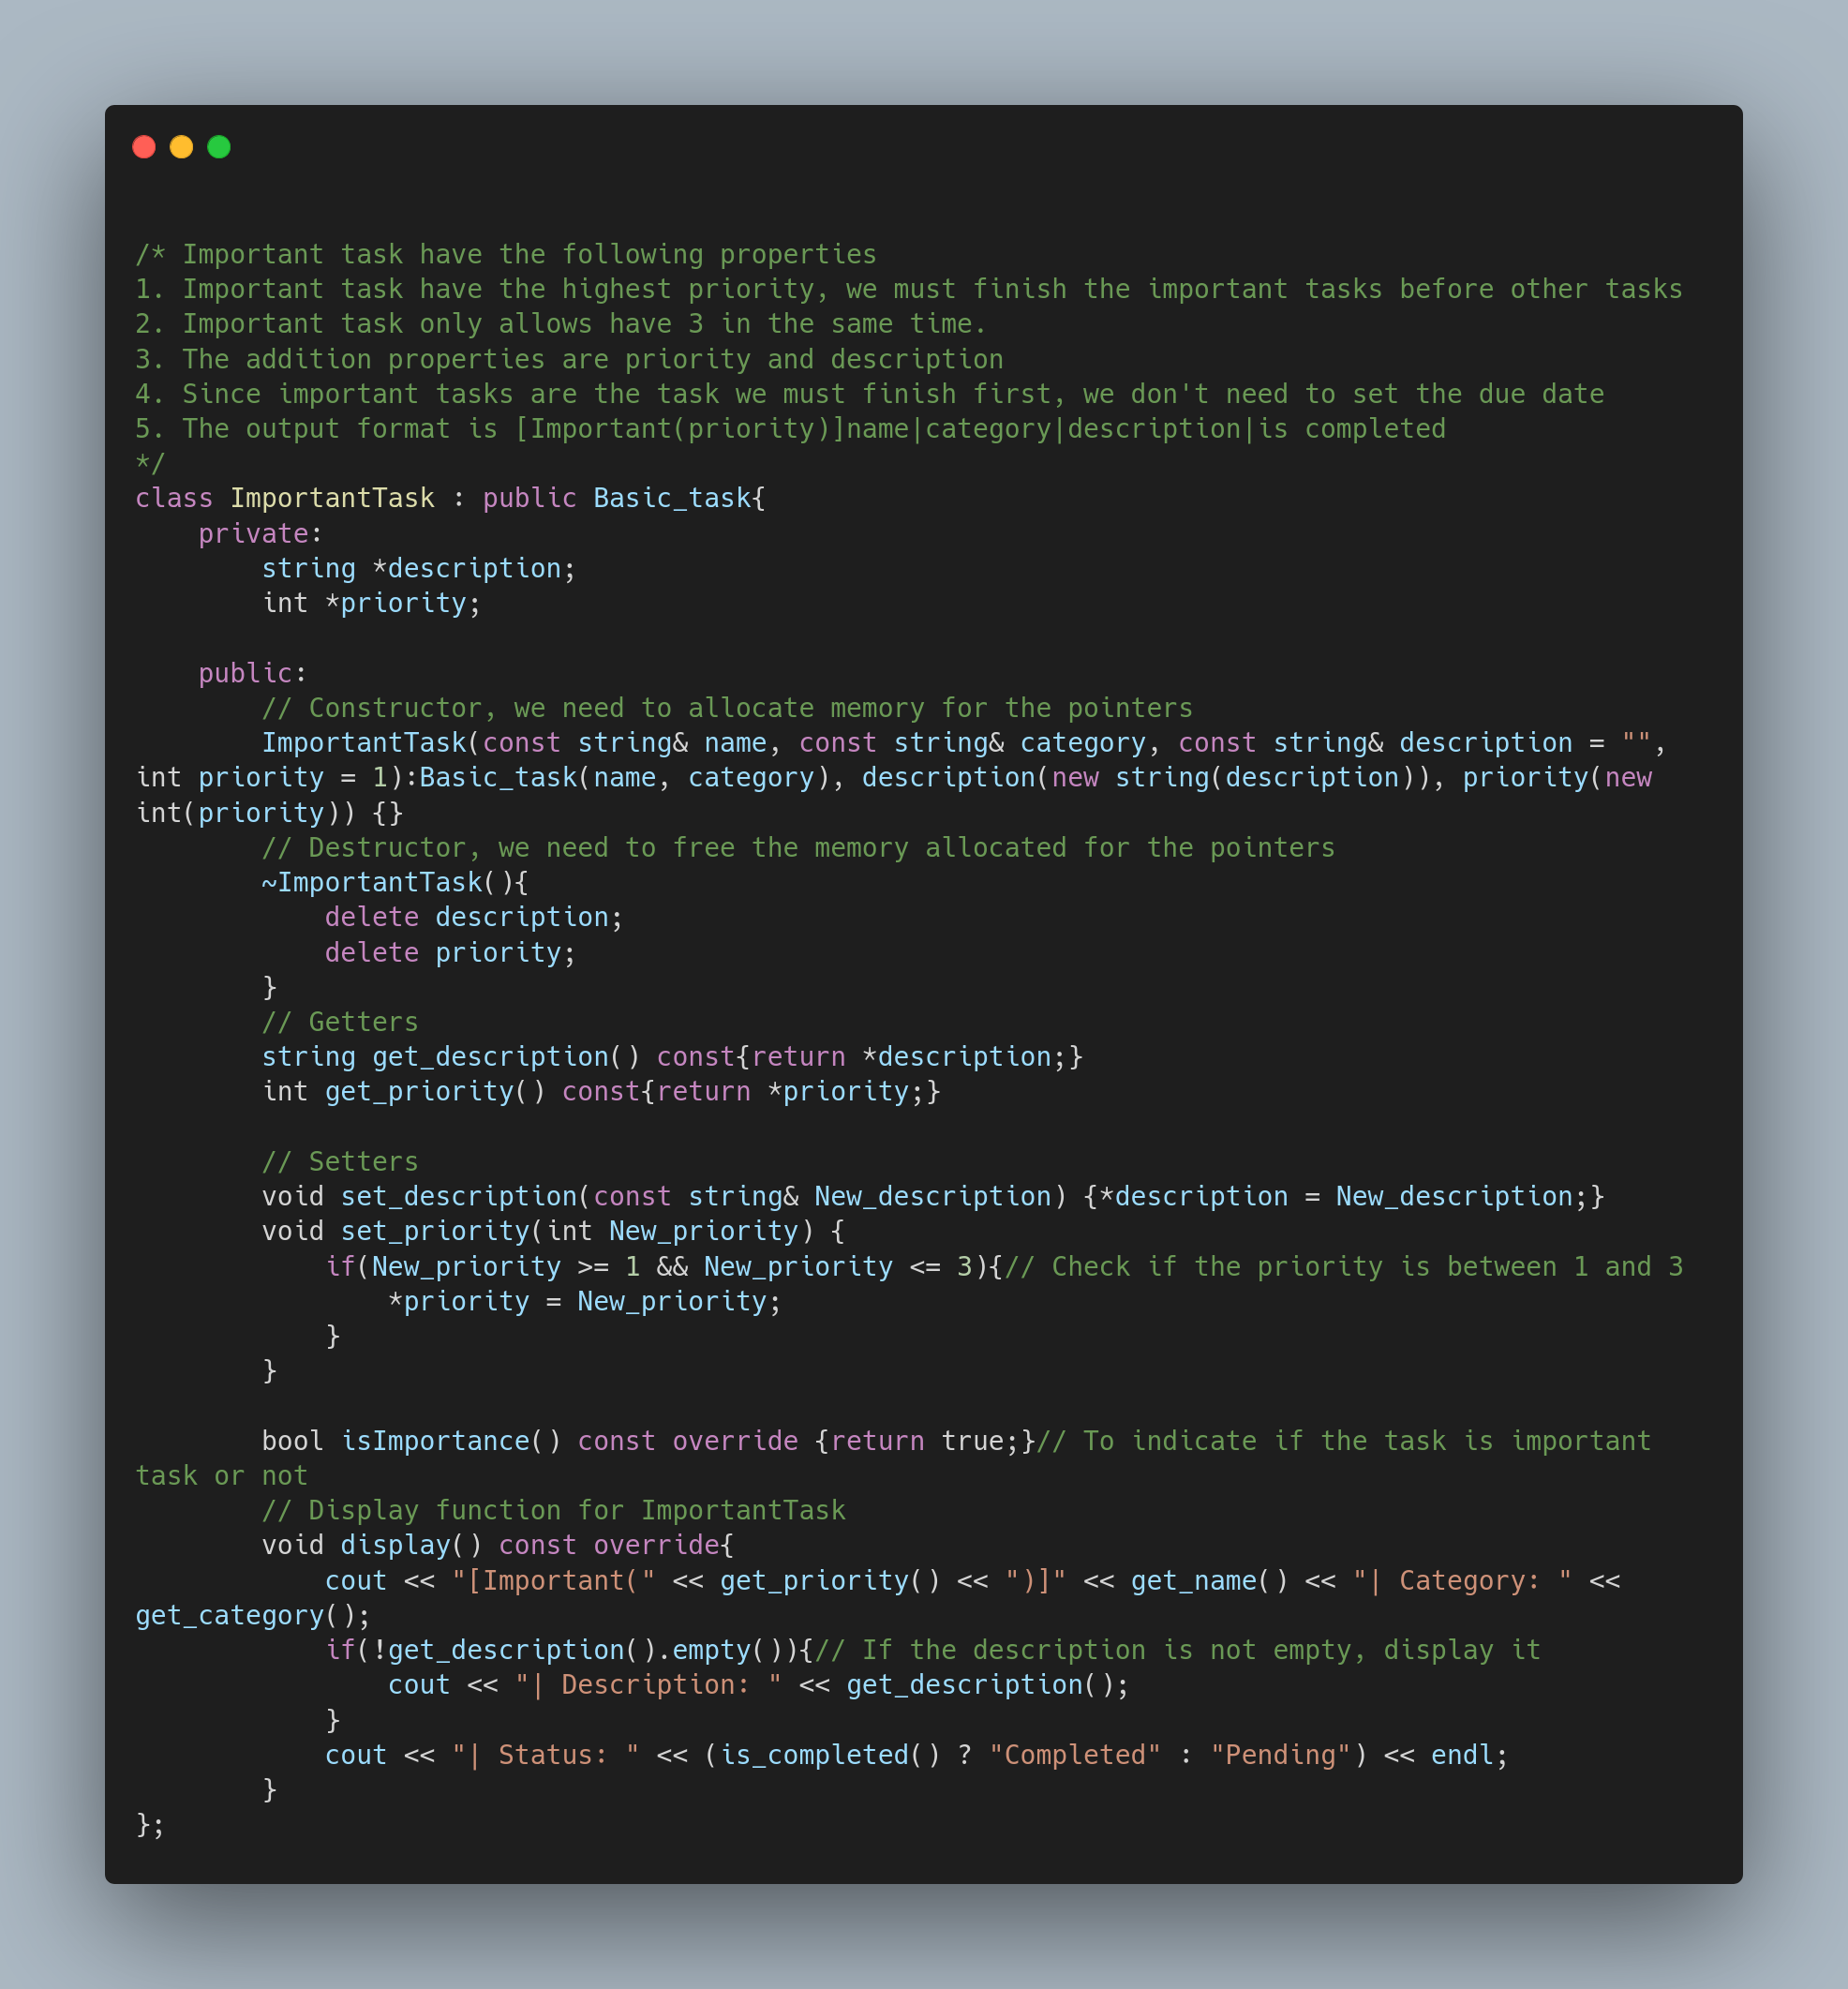 /* Important task have the following properties
1. Important task have the highest priority, we must finish the important tasks before other tasks
2. Important task only allows have 3 in the same time.
3. The addition properties are priority and description
4. Since important tasks are the task we must finish first, we don't need to set the due date
5. The output format is [Important(priority)]name|category|description|is completed
*/
class ImportantTask : public Basic_task{
    private:
        string *description;
        int *priority;

    public:
        // Constructor, we need to allocate memory for the pointers
        ImportantTask(const string& name, const string& category, const string& description = "",
int priority = 1):Basic_task(name, category), description(new string(description)), priority(new
int(priority)) {}
        // Destructor, we need to free the memory allocated for the pointers
        ~ImportantTask(){
            delete description;
            delete priority;
        }
        // Getters
        string get_description() const{return *description;}
        int get_priority() const{return *priority;}

        // Setters
        void set_description(const string& New_description) {*description = New_description;}
        void set_priority(int New_priority) {
            if(New_priority >= 1 && New_priority <= 3){// Check if the priority is between 1 and 3
                *priority = New_priority;
            }
        }

        bool isImportance() const override {return true;}// To indicate if the task is important
task or not
        // Display function for ImportantTask
        void display() const override{
            cout << "[Important(" << get_priority() << ")]" << get_name() << "| Category: " <<
get_category();
            if(!get_description().empty()){// If the description is not empty, display it
                cout << "| Description: " << get_description();
            }
            cout << "| Status: " << (is_completed() ? "Completed" : "Pending") << endl;
        }
};